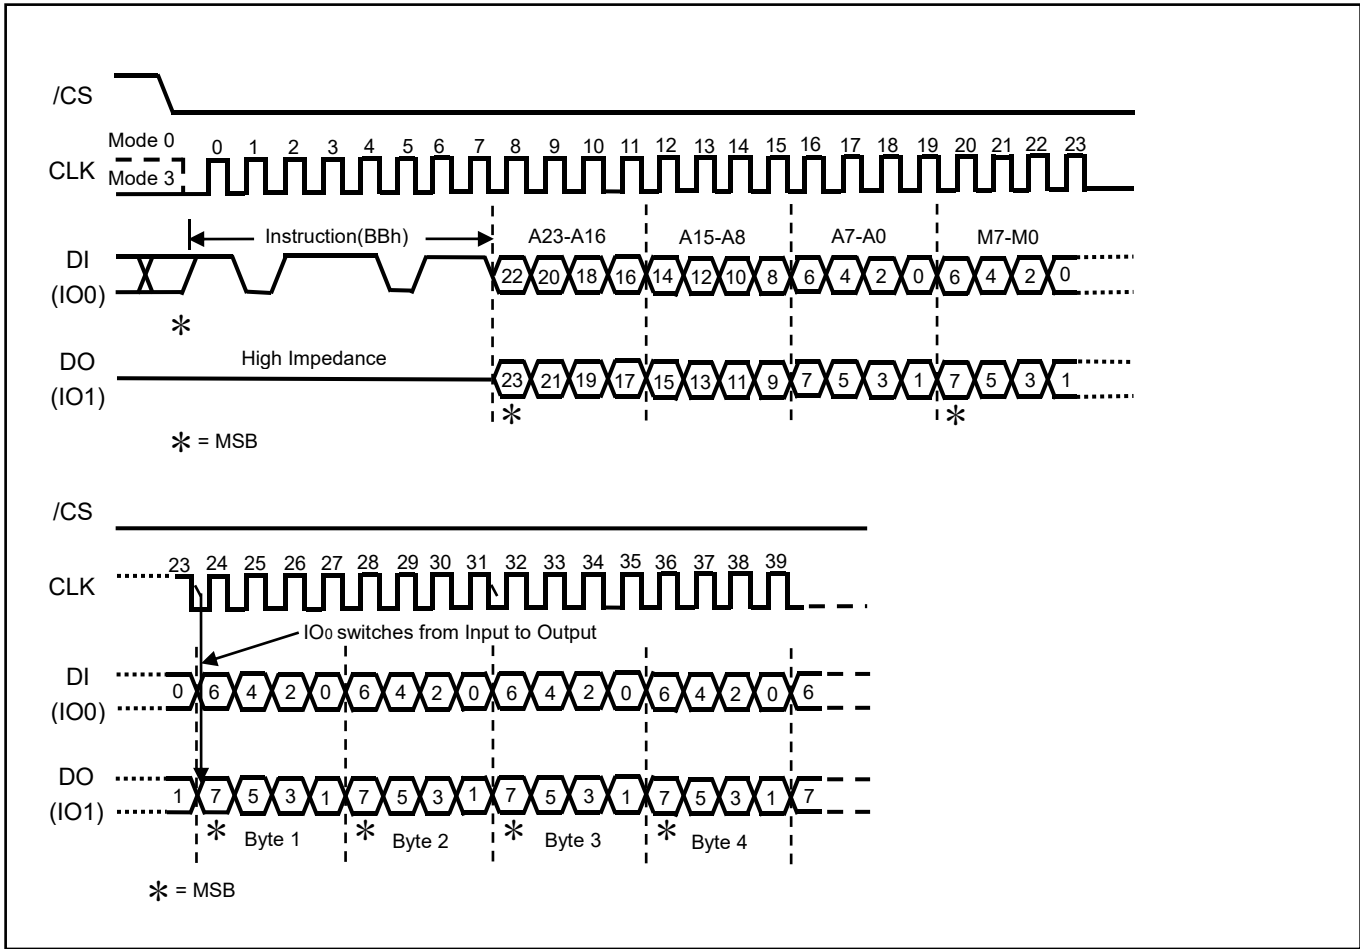 /CS
Mode 0
CLK
Mode 3
0 1 2 3 4 5 6 7 8 9 10 11 12 13 14 15 16 17 18 19 20 21 22 23
Instruction(BBh) A23-A16 A15-A8 A7-A0 M7-M0
DI
(IO0)
22 20 18 16 14 12 10 8 6 4 2 0 6 4 2 0
*
DO
(IO1)
High Impedance
23 21 19 17 15 13 11 9 7 5 3 1 7 5 3 1
* *
* = MSB
/CS
CLK
23 24 25 26 27 28 29 30 31 32 33 34 35 36 37 38 39
IO0 switches from Input to Output
DI
(IO0)
0 6 4 2 0 6 4 2 0 6 4 2 0 6 4 2 0 6
DO
(IO1)
1 7 5 3 1 7 5 3 1 7 5 3 1 7 5 3 1 7
* Byte 1 * Byte 2 * Byte 3 * Byte 4
* = MSB